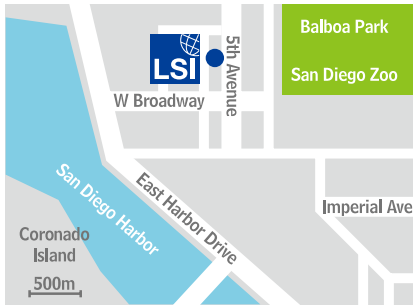 Balboa Park
San Diego Zoo
LSI
5th Avenue
W Broadway
San Diego Harbor
East Harbor Drive
Imperial Ave
Coronado
Island
500m